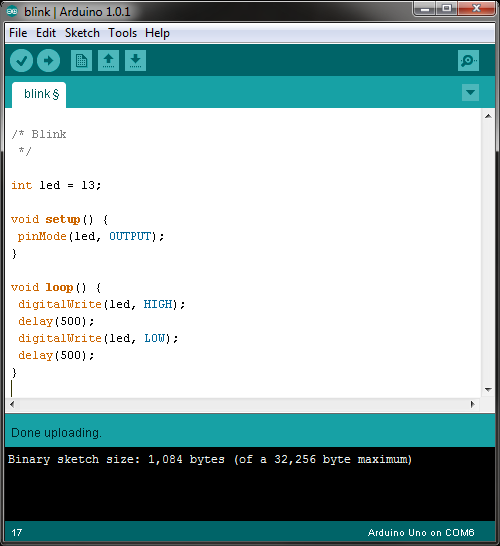 blink | Arduino 1.0.1
File Edit Sketch Tools Help
blink §
/* Blink
 */
int led = 13;
void setup() {
 pinMode(led, OUTPUT);
}
void loop() {
 digitalWrite(led, HIGH);
 delay(500);
 digitalWrite(led, LOW);
 delay(500);
}
Done uploading.
Binary sketch size: 1,084 bytes (of a 32,256 byte maximum)
17 Arduino Uno on COM6